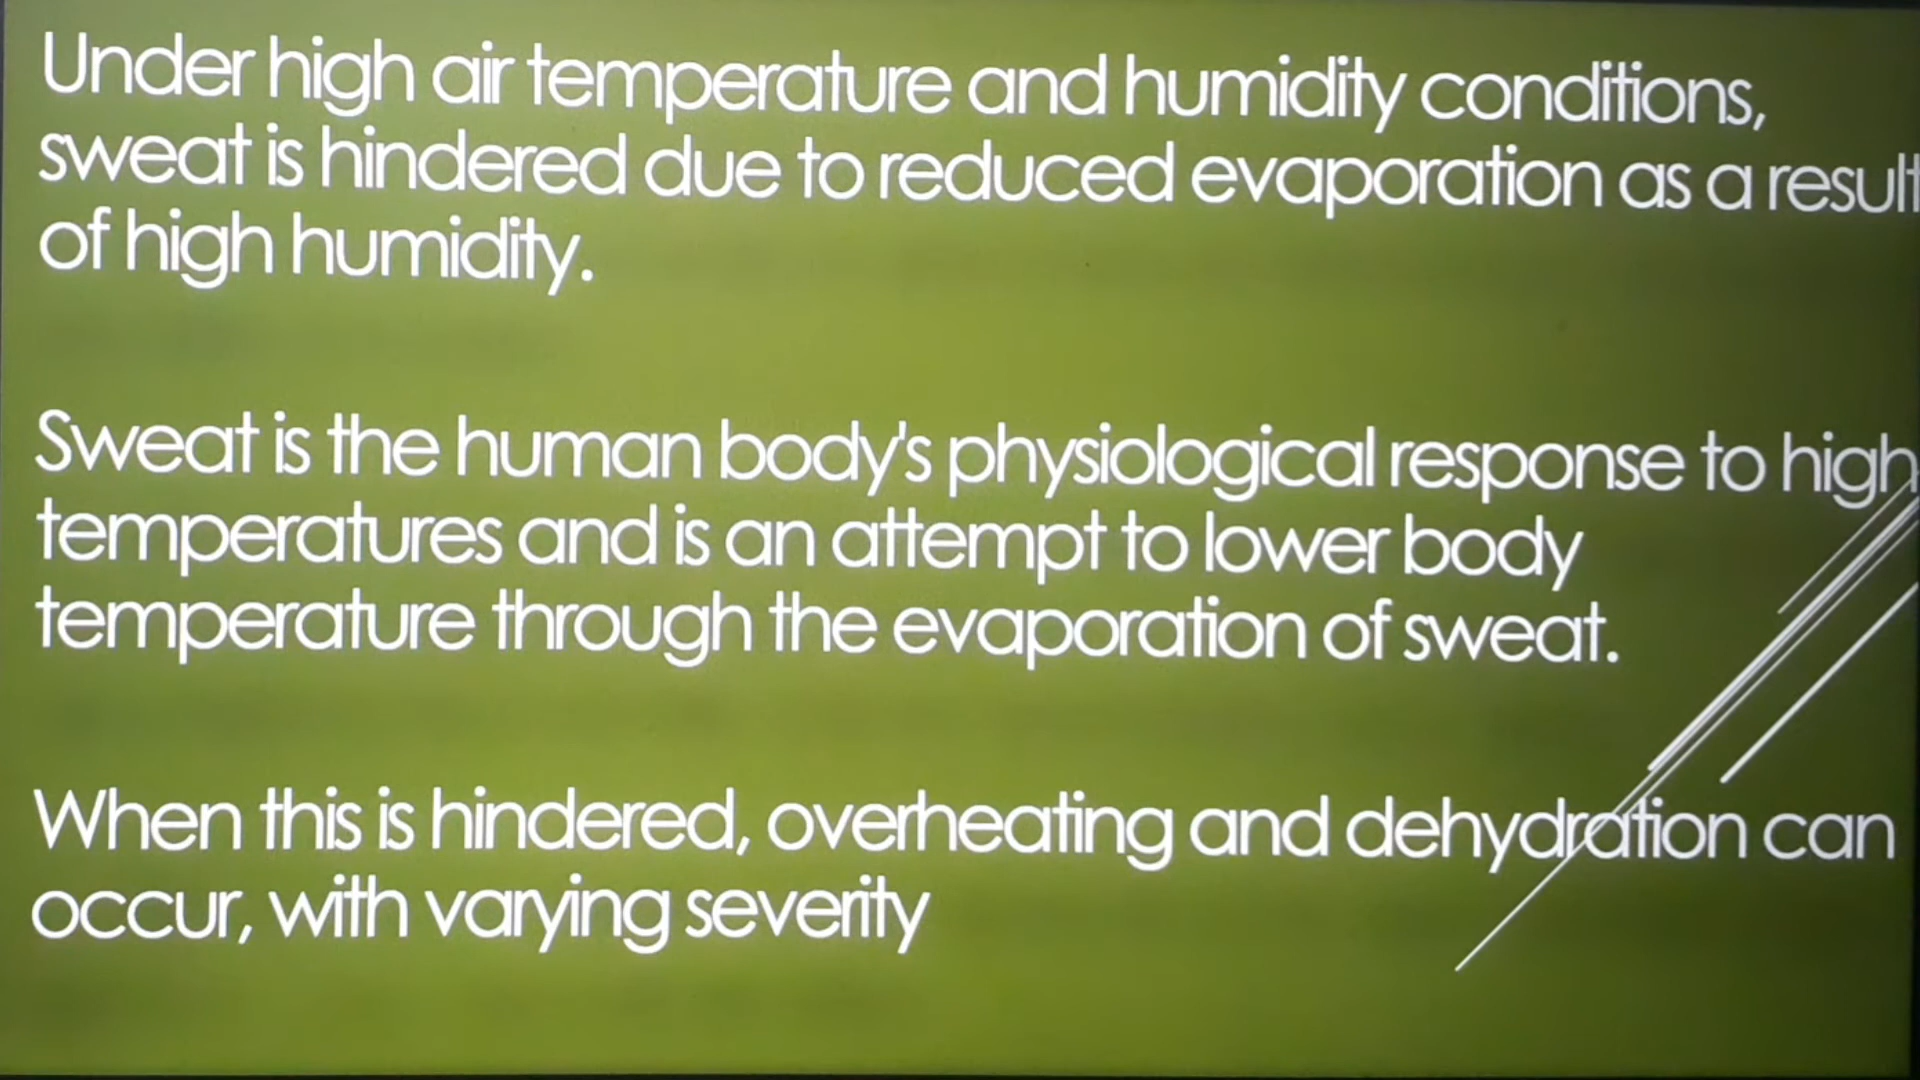 Under high air temperature and humidity conditions,
sweat is hindered due to reduced evaporation as a result
of high humidity.
Sweat is the human body's physiological response to high
temperatures and is an attempt to lower body
temperature through the evaporation of sweat.
When this is hindered, overheating and dehydration can
occur, with varying severity